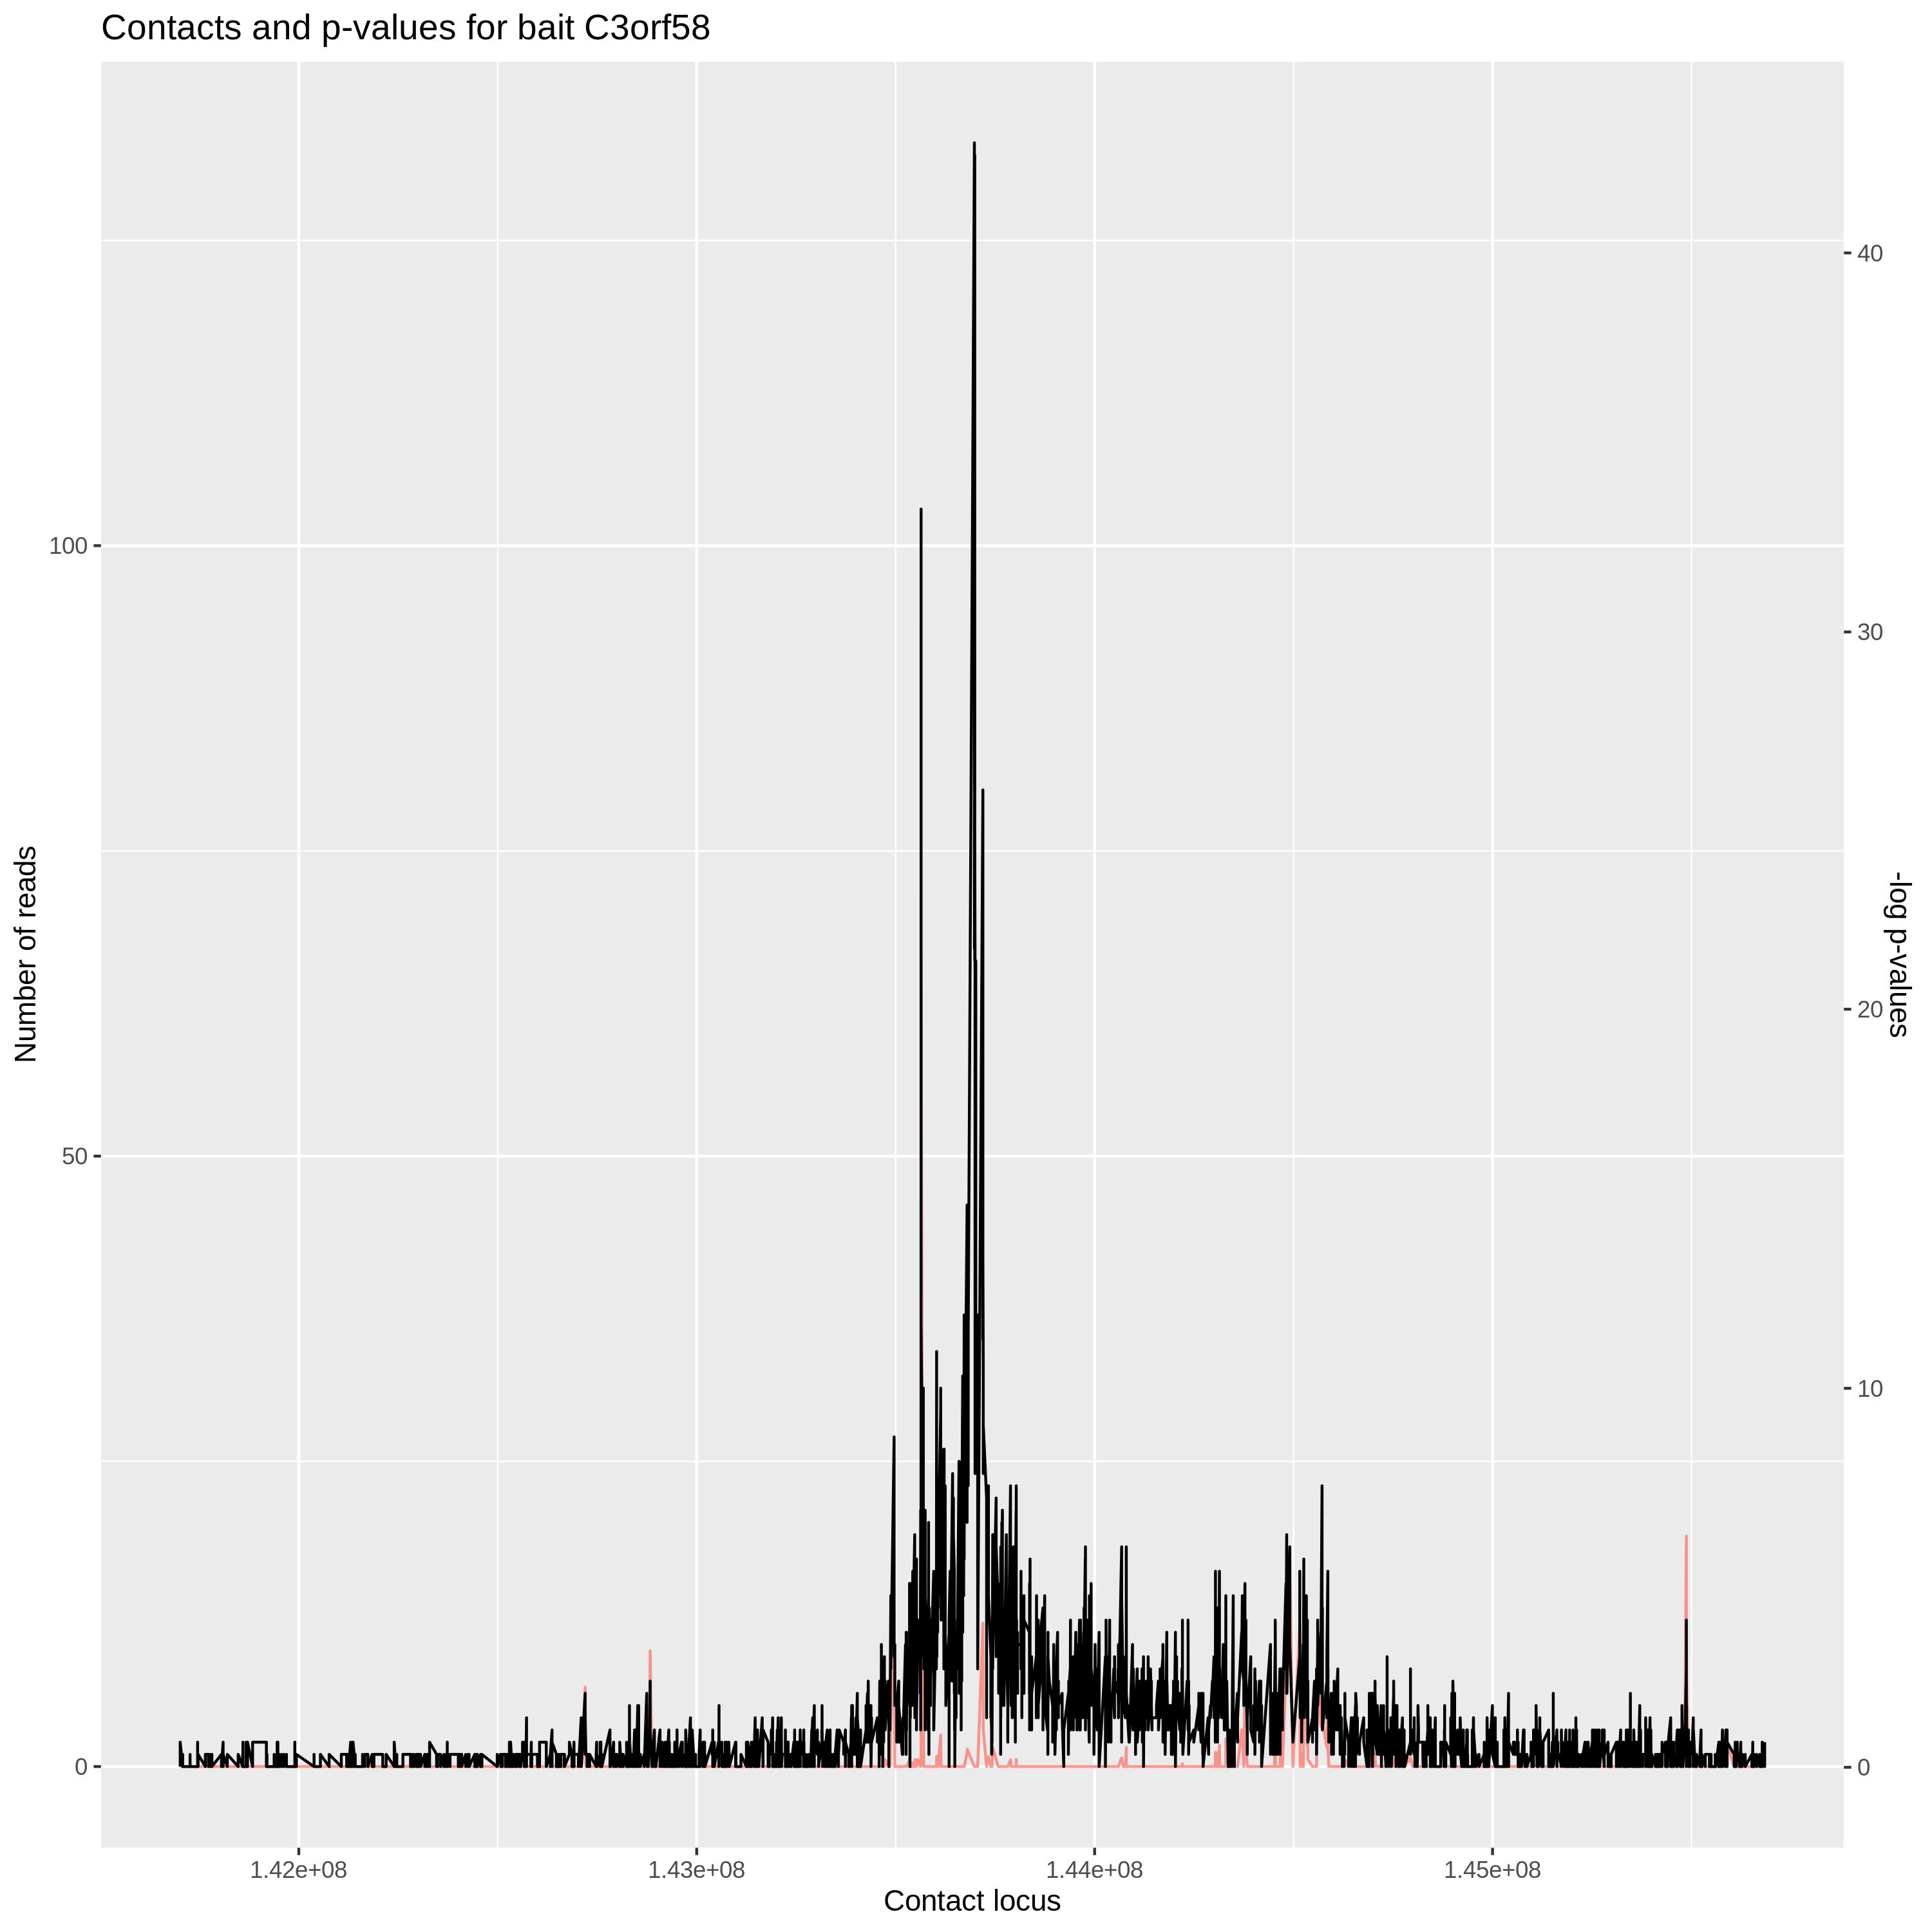 Contacts and p-values for bait C3orf58
Number of reads
100
50
0
40
30
20
10
0
-log p-values
1.42e+08
1.43e+08
1.44e+08
1.45e+08
Contact locus